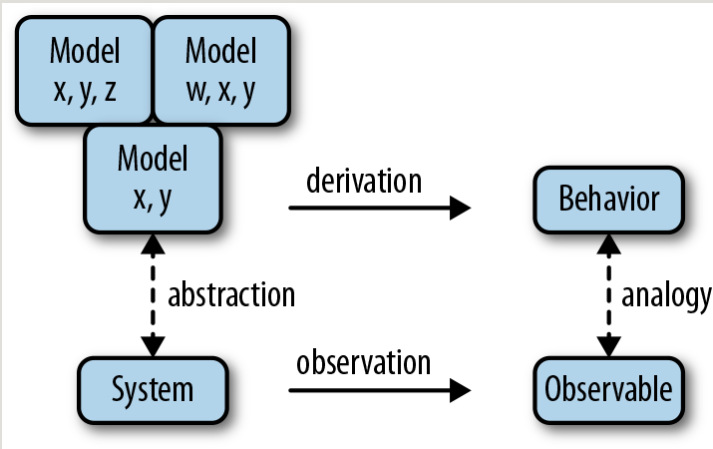 Model
x, y, z
Model
w, x, y
Model
x, y
derivation
Behavior
abstraction
analogy
System
observation
Observable